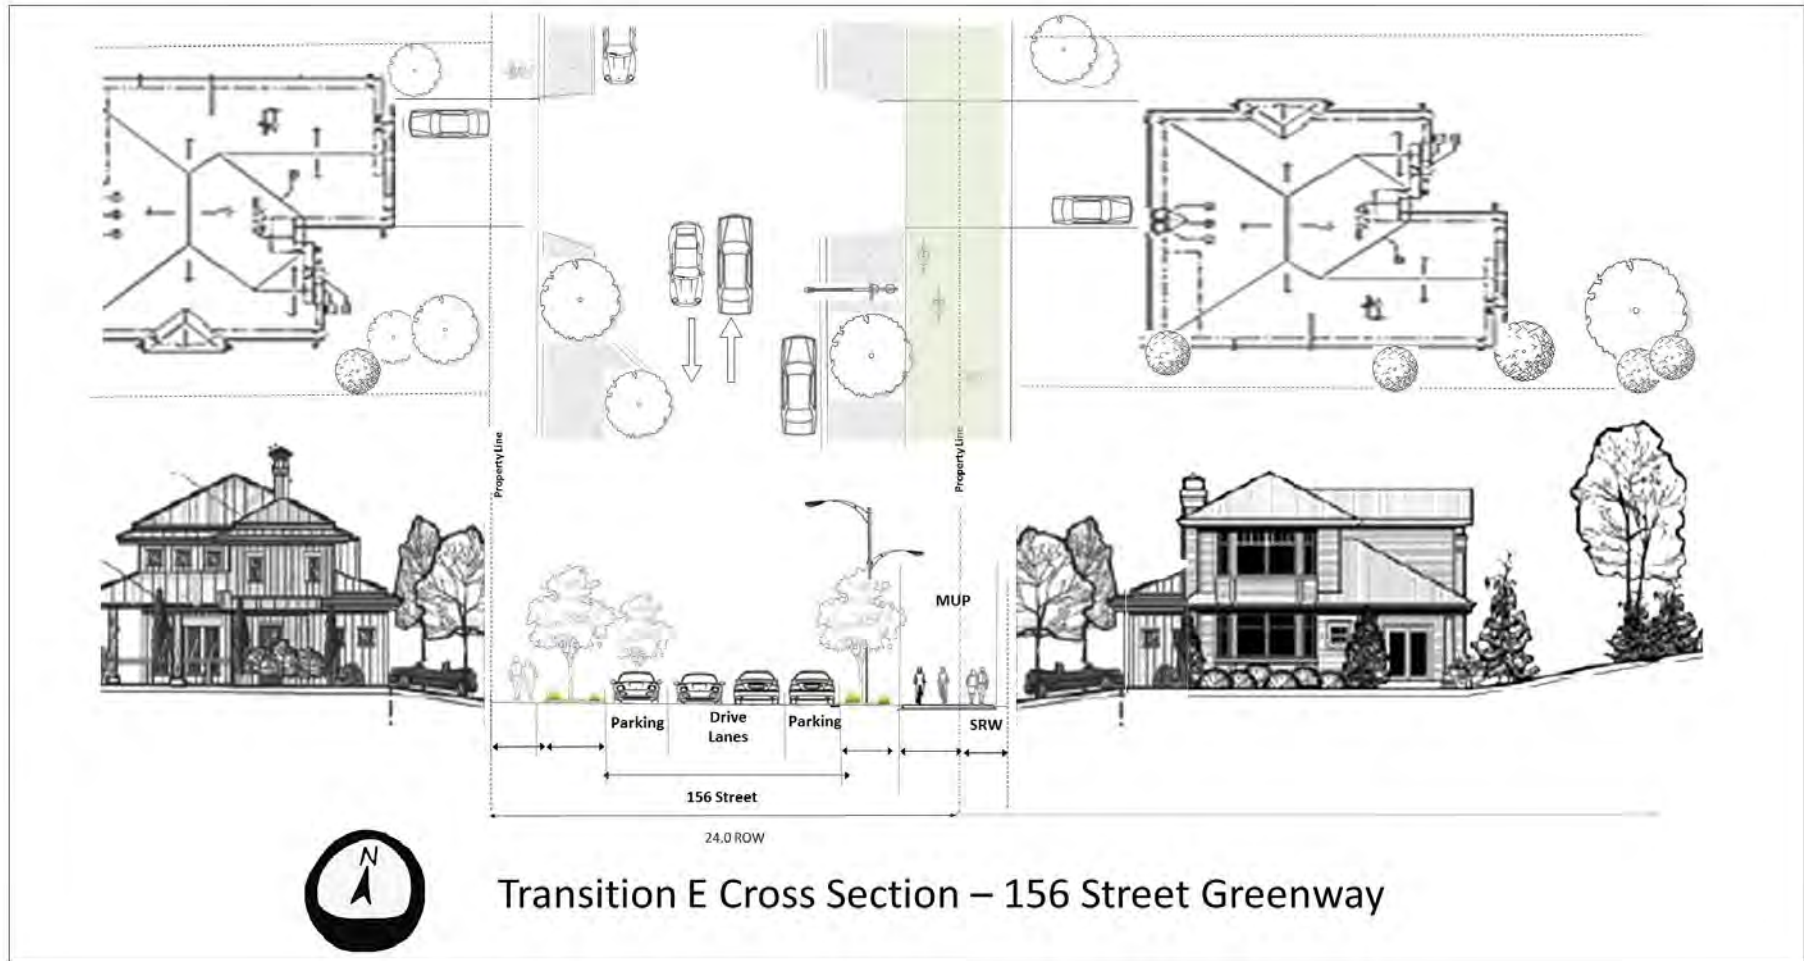 Property Line
Property Line
MUP
Parking
Drive
Lanes
Parking
SRW
156 Street
24.0 ROW
N
Transition E Cross Section – 156 Street Greenway